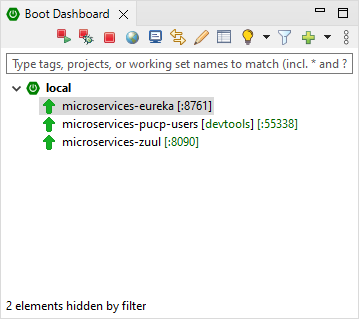 Boot Dashboard
Type tags, projects, or working set names to match (incl. * and ?
local
microservices-eureka [:8761]
microservices-pucp-users [devtools] [:55338]
microservices-zuul [:8090]
2 elements hidden by filter